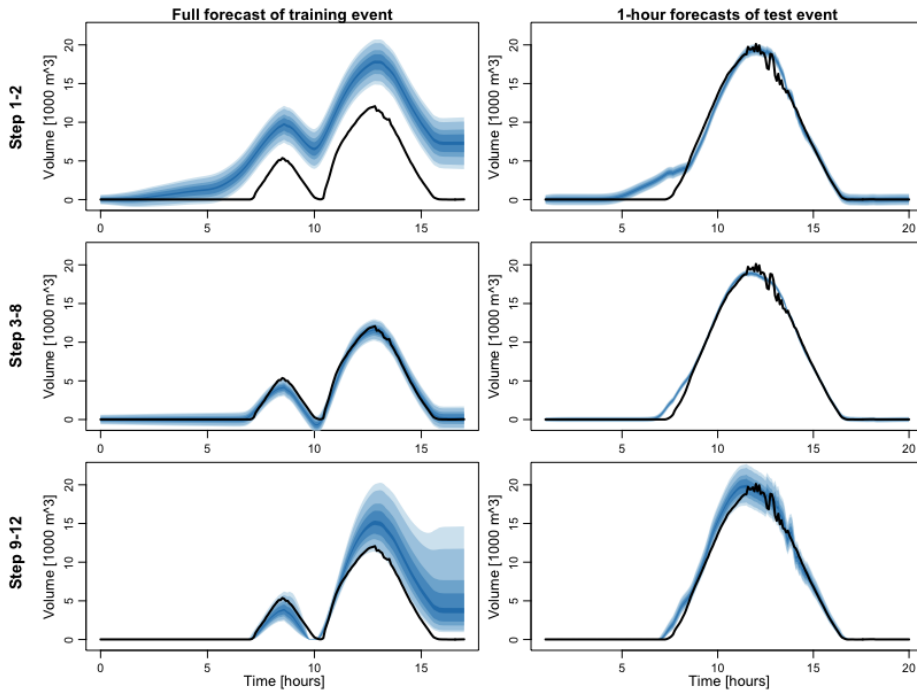 Full forecast of training event
1-hour forecasts of test event
Step 1-2
Volume [1000 m^3]
0 5 10 15 20
0 5 10 15
Volume [1000 m^3]
0 5 10 15 20
5 10 15 20
Step 3-8
Volume [1000 m^3]
0 5 10 15 20
0 5 10 15
Volume [1000 m^3]
0 5 10 15 20
5 10 15 20
Step 9-12
Volume [1000 m^3]
0 5 10 15 20
0 5 10 15
Time [hours]
Volume [1000 m^3]
0 5 10 15 20
5 10 15 20
Time [hours]